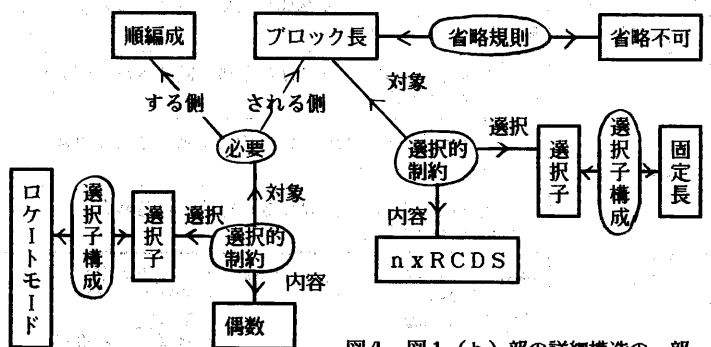 順編成
ブロック長
省略規則
省略不可
する側
される側
対象
必要
選択的
制約
選択
選択子
選択子構成
固定長
内容
n x R C D S
ロケートモード
選択子構成
選択子
選択
選択的
制約
対象
内容
偶数
図4 図1(b)部の詳細構造の一部